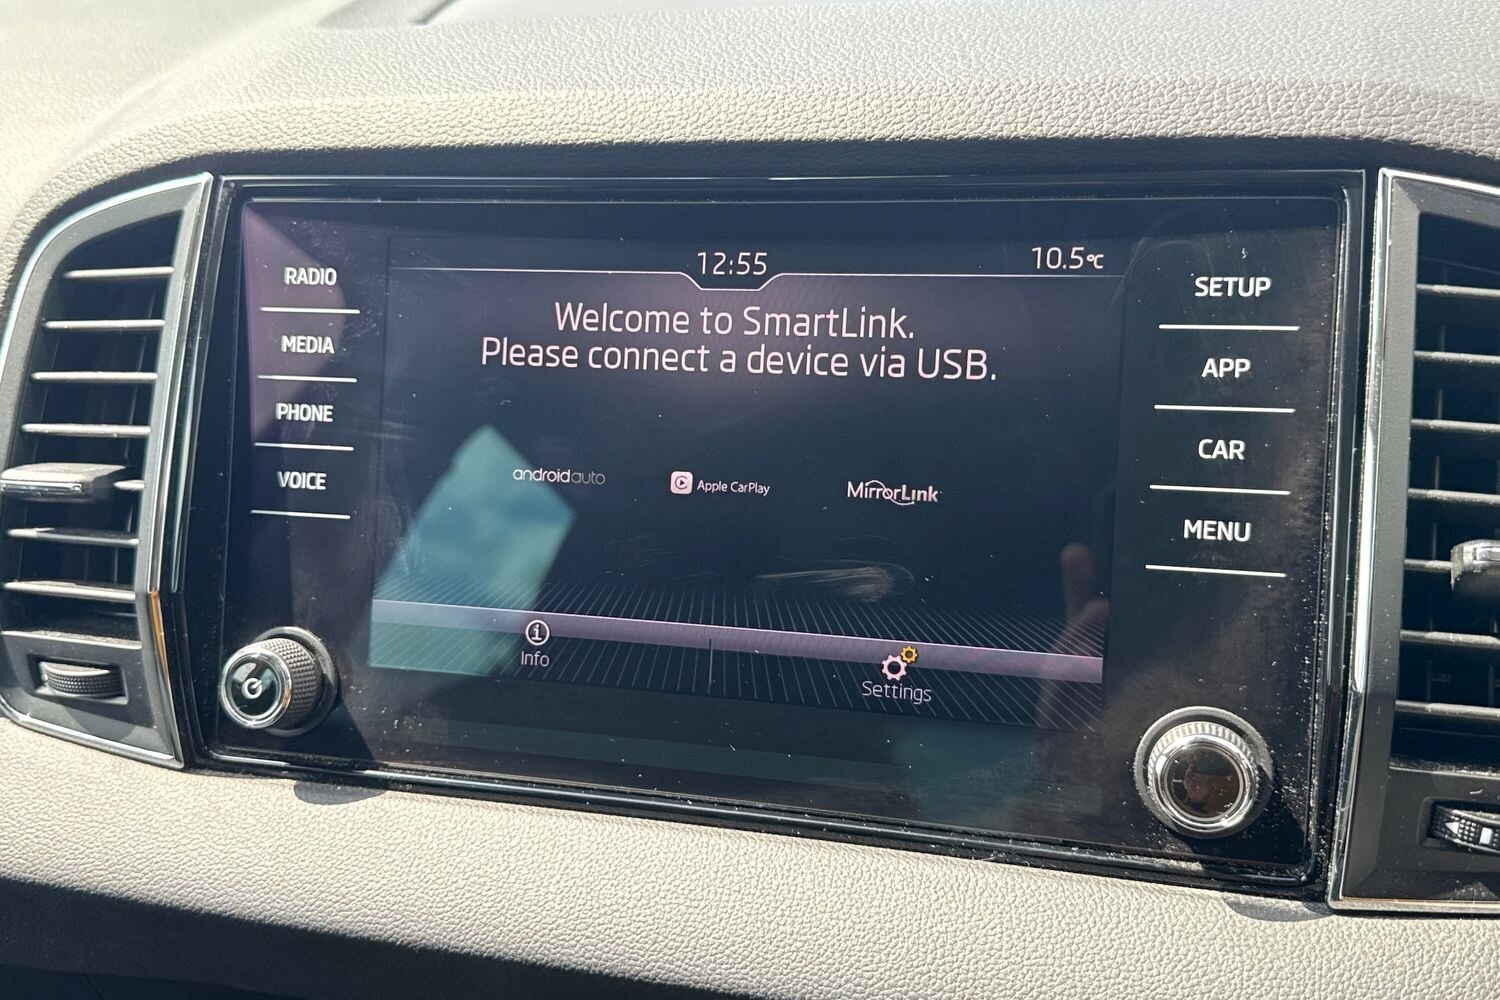 12:55
10.5°C
Welcome to SmartLink.
Please connect a device via USB.
RADIO
MEDIA
PHONE
VOICE
androidauto
Apple CarPlay
MirrorLink
Info
Settings
SETUP
APP
CAR
MENU